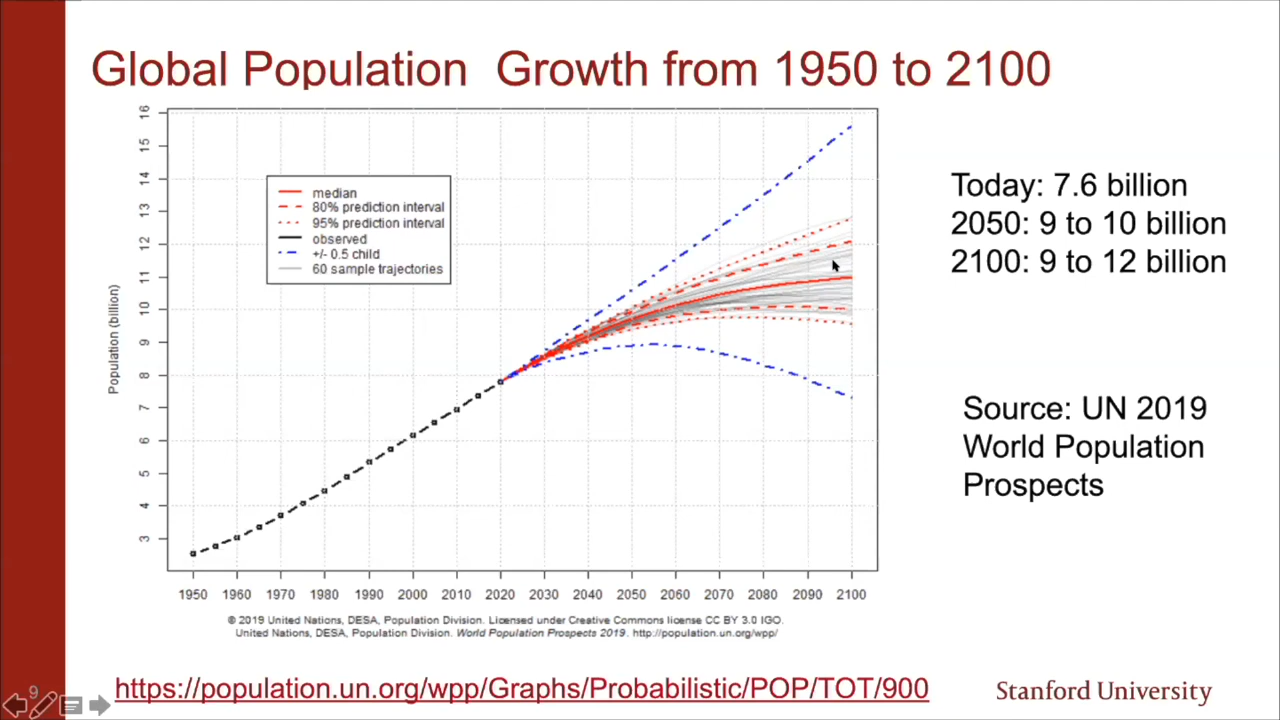 Global Population Growth from 1950 to 2100
16
15
14
13
12
11
10
9
8
7
6
5
4
3
Population (billion)
median
80% prediction interval
95% prediction interval
observed
+/- 0.5 child
60 sample trajectories
1950 1960 1970 1980 1990 2000 2010 2020 2030 2040 2050 2060 2070 2080 2090 2100
© 2019 United Nations, DESA, Population Division. Licensed under Creative Commons license CC BY 3.0 IGO.
United Nations, DESA, Population Division. World Population Prospects 2019. http://population.un.org/wpp/
Today: 7.6 billion
2050: 9 to 10 billion
2100: 9 to 12 billion
Source: UN 2019
World Population
Prospects
9
https://population.un.org/wpp/Graphs/Probabilistic/POP/TOT/900
Stanford University